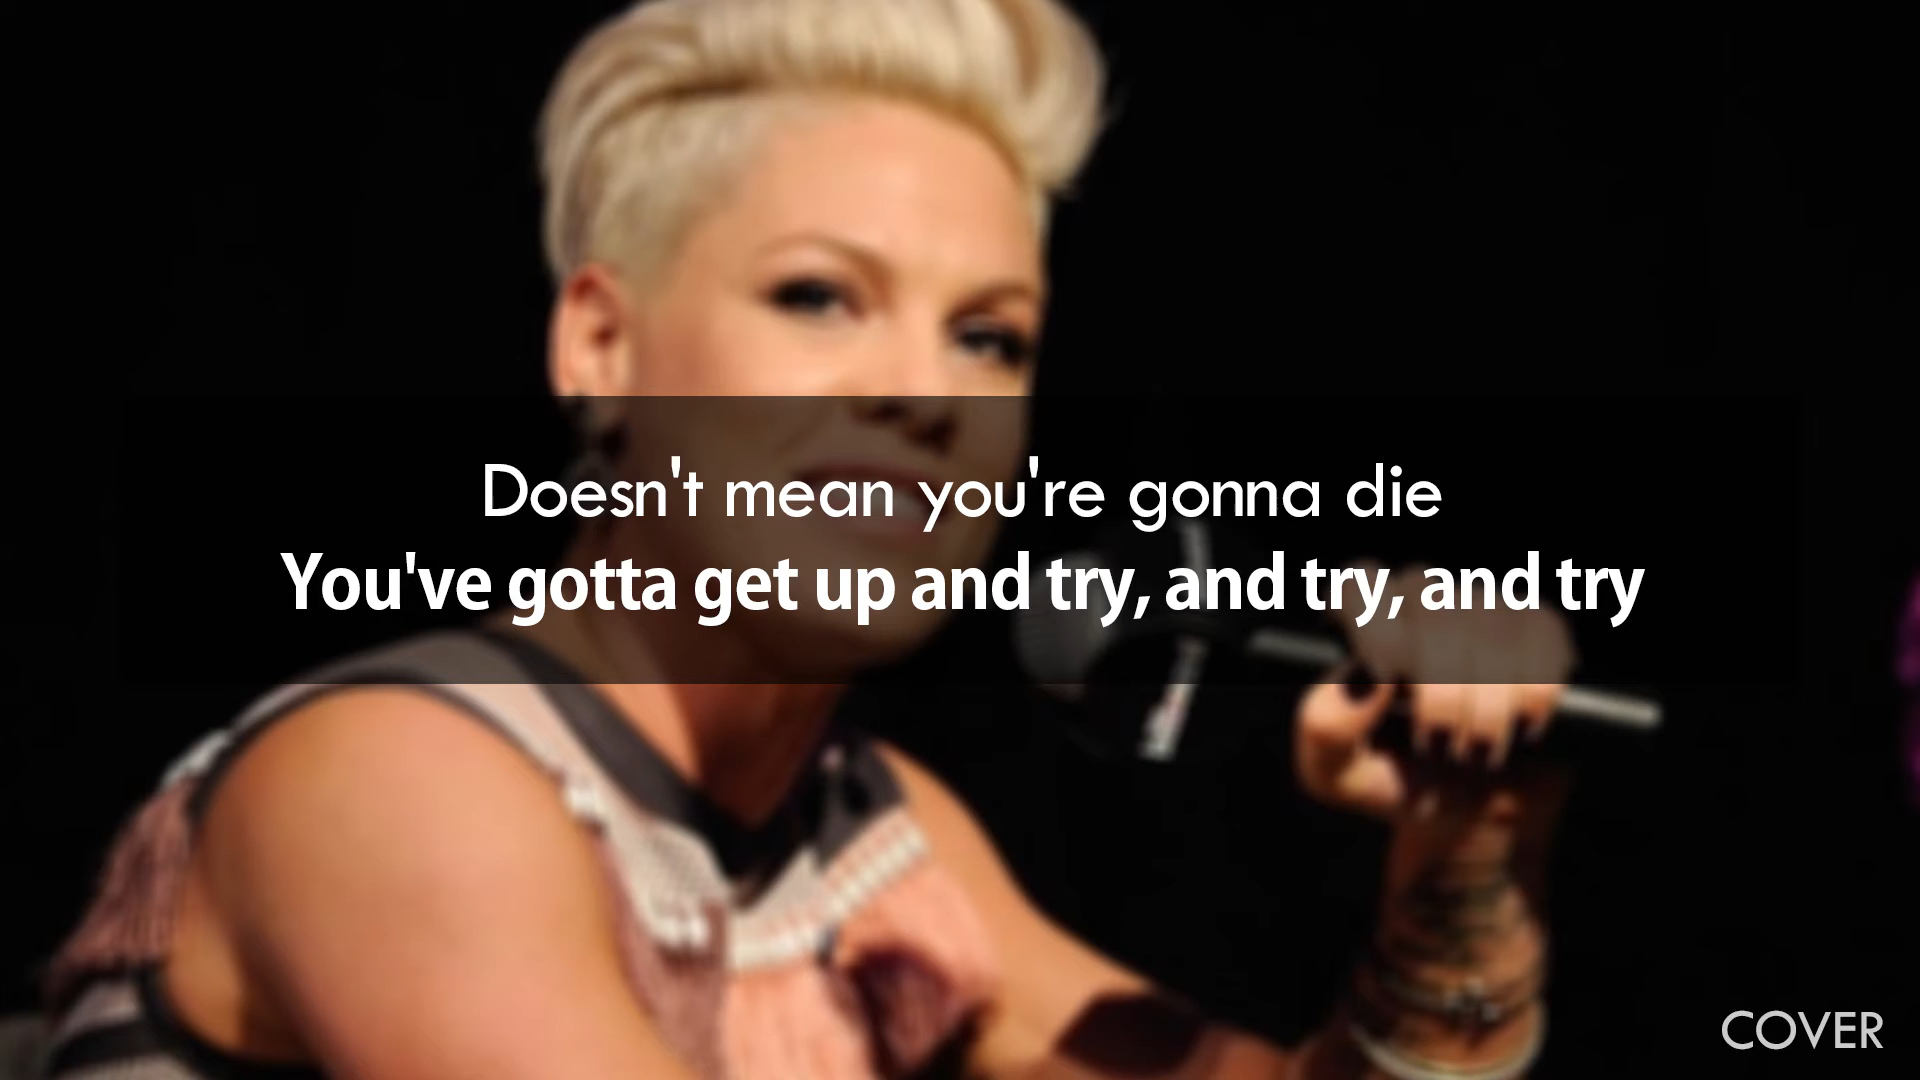 Doesn't mean you're gonna die
You've gotta get up and try, and try, and try
COVER